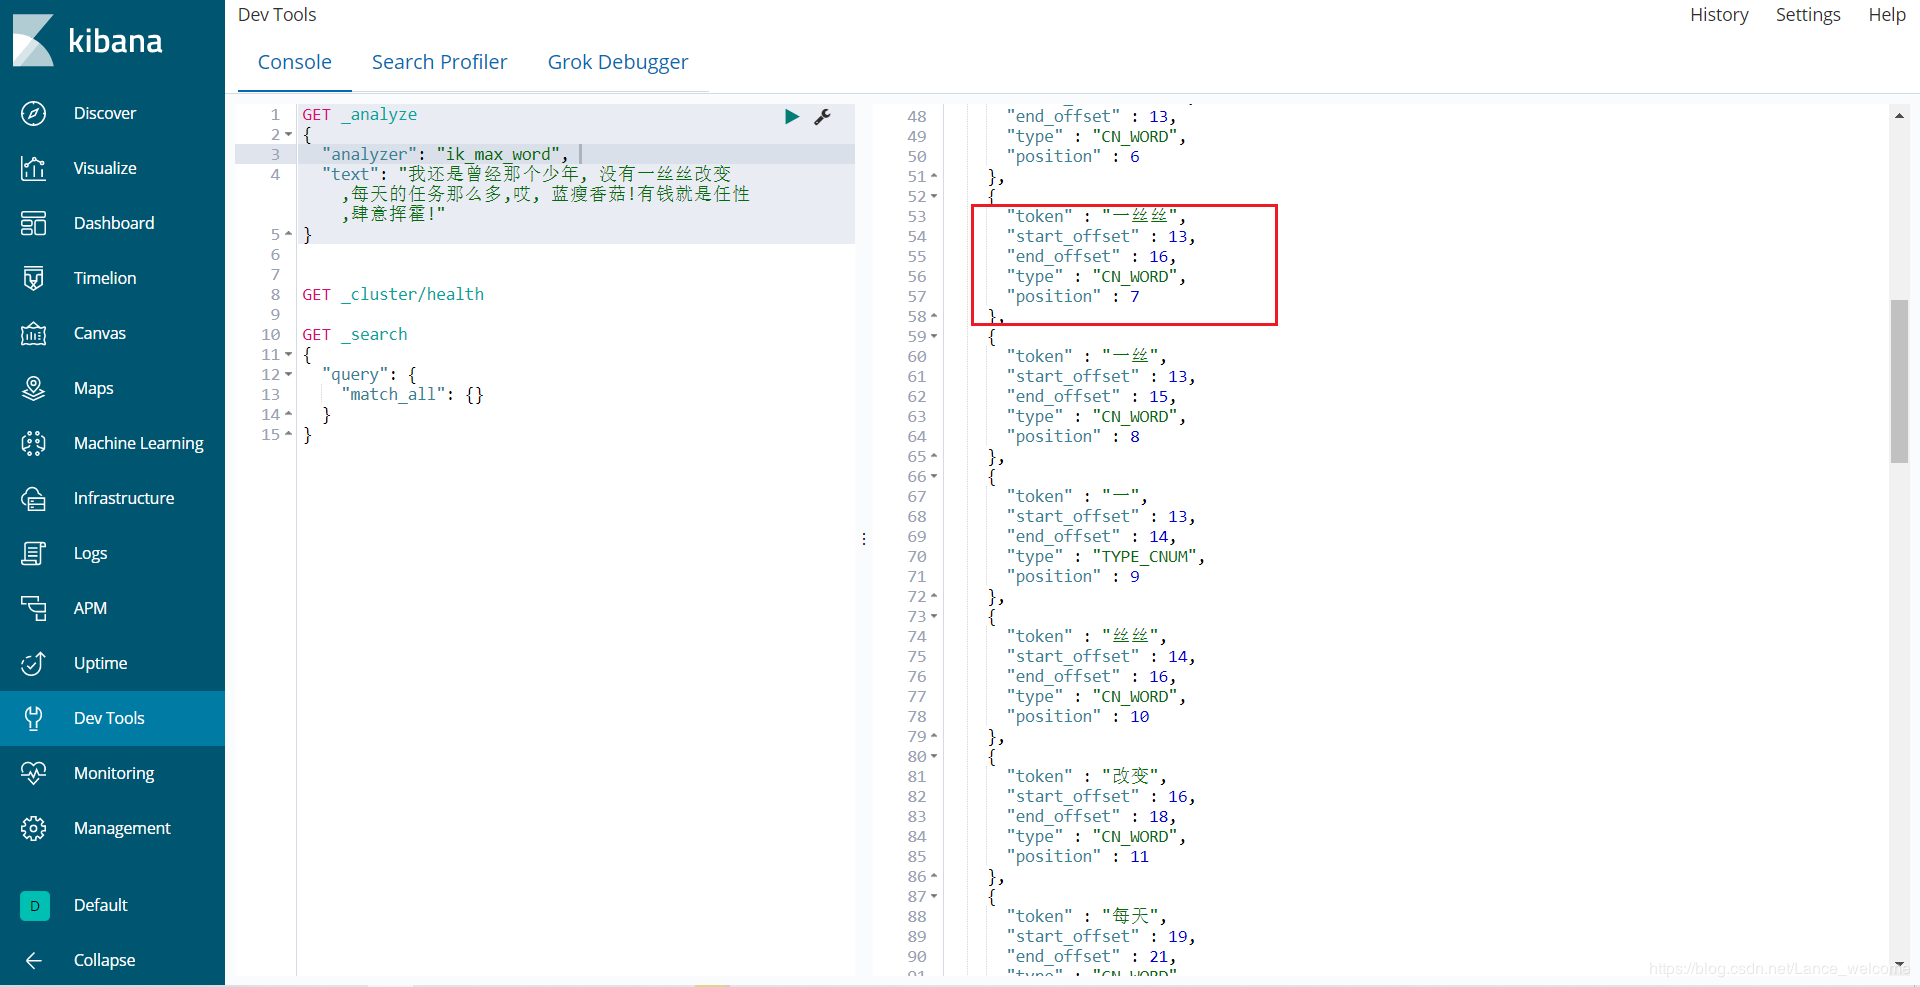 kibana
Discover
Visualize
Dashboard
Timelion
Canvas
Maps
Machine Learning
Infrastructure
Logs
APM
Uptime
Dev Tools
Monitoring
Management
D Default
Collapse
Dev Tools
History Settings Help
Console Search Profiler Grok Debugger
1 GET _analyze
2 {
3 "analyzer": "ik_max_word",
4 "text": "我还是曾经那个少年, 没有一丝丝改变
,每天的任务那么多,哎, 蓝瘦香菇!有钱就是任性
,肆意挥霍!"
5 }
6
7
8 GET _cluster/health
9
10 GET _search
11 {
12 "query": {
13 "match_all": {}
14 }
15 }
48 "end_offset" : 13,
49 "type" : "CN_WORD",
50 "position" : 6
51 },
52 {
53 "token" : "一丝丝",
54 "start_offset" : 13,
55 "end_offset" : 16,
56 "type" : "CN_WORD",
57 "position" : 7
58 },
59 {
60 "token" : "一丝",
61 "start_offset" : 13,
62 "end_offset" : 15,
63 "type" : "CN_WORD",
64 "position" : 8
65 },
66 {
67 "token" : "一",
68 "start_offset" : 13,
69 "end_offset" : 14,
70 "type" : "TYPE_CNUM",
71 "position" : 9
72 },
73 {
74 "token" : "丝丝",
75 "start_offset" : 14,
76 "end_offset" : 16,
77 "type" : "CN_WORD",
78 "position" : 10
79 },
80 {
81 "token" : "改变",
82 "start_offset" : 16,
83 "end_offset" : 18,
84 "type" : "CN_WORD",
85 "position" : 11
86 },
87 {
88 "token" : "每天",
89 "start_offset" : 19,
90 "end_offset" : 21,
91 "type" : "CN_WORD"
https://blog.csdn.net/Lance_welcome